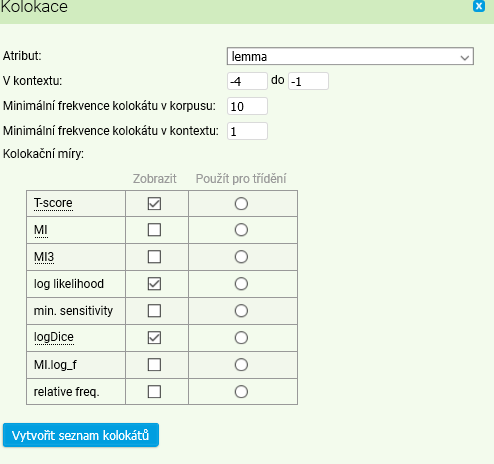 Kolokace
x
Atribut: lemma
V kontextu: -4 do -1
Minimální frekvence kolokátu v korpusu: 10
Minimální frekvence kolokátu v kontextu: 1
Kolokační míry:
Zobrazit Použít pro třídění
T-score
MI
MI3
log likelihood
min. sensitivity
logDice
MI.log_f
relative freq.
Vytvořit seznam kolokátů